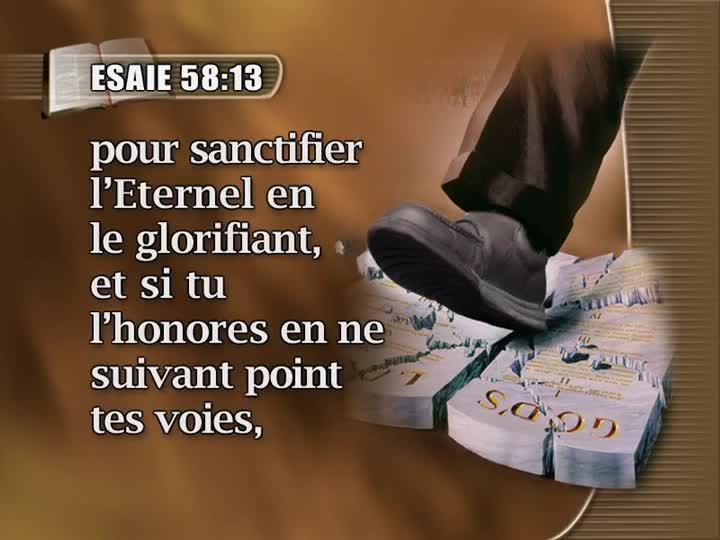 ESAIE 58:13
pour sanctifier
l'Eternel en
le glorifiant,
et si tu
l'honores en ne
suivant point
tes voies,
GOD'S
L